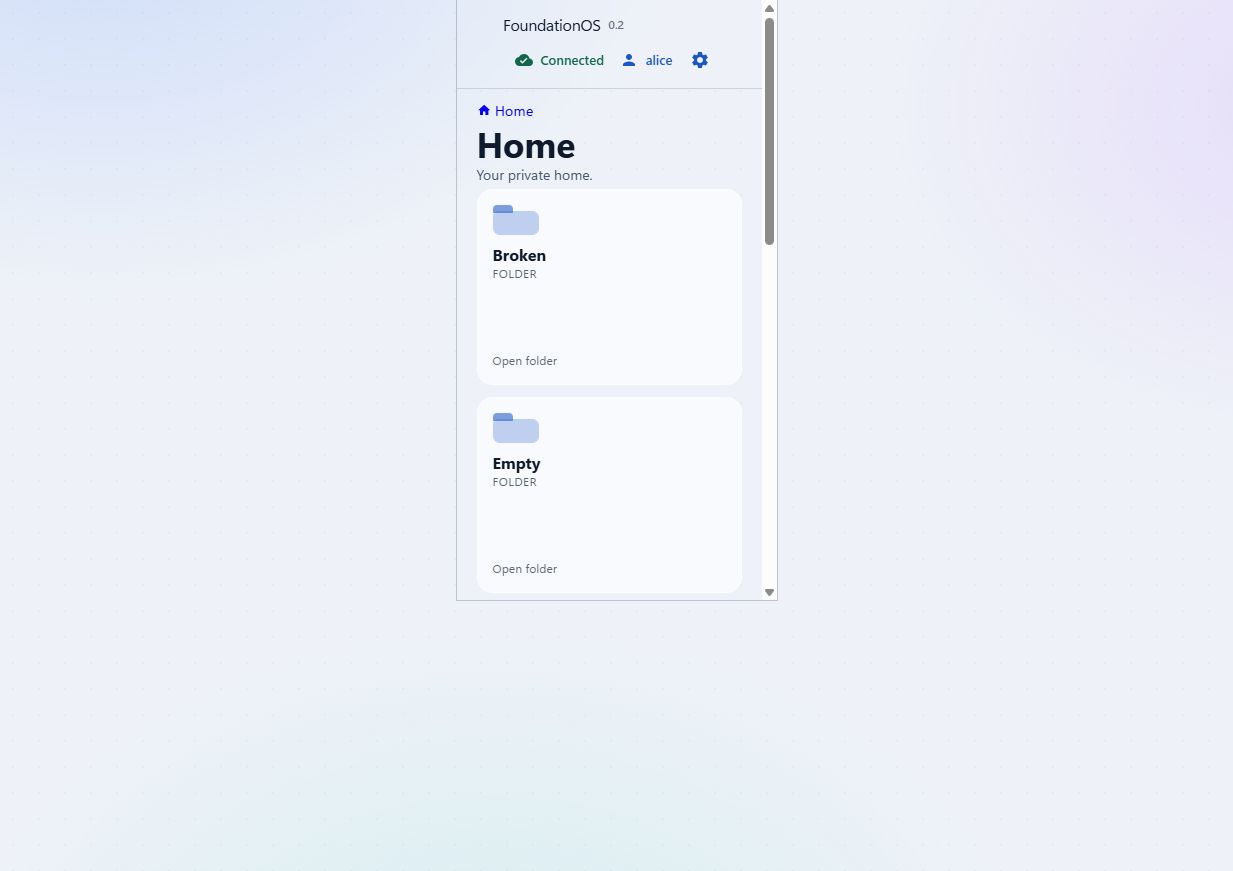 FoundationOS 0.2
Connected alice
Home
Home
Your private home.
Broken
FOLDER
Open folder
Empty
FOLDER
Open folder